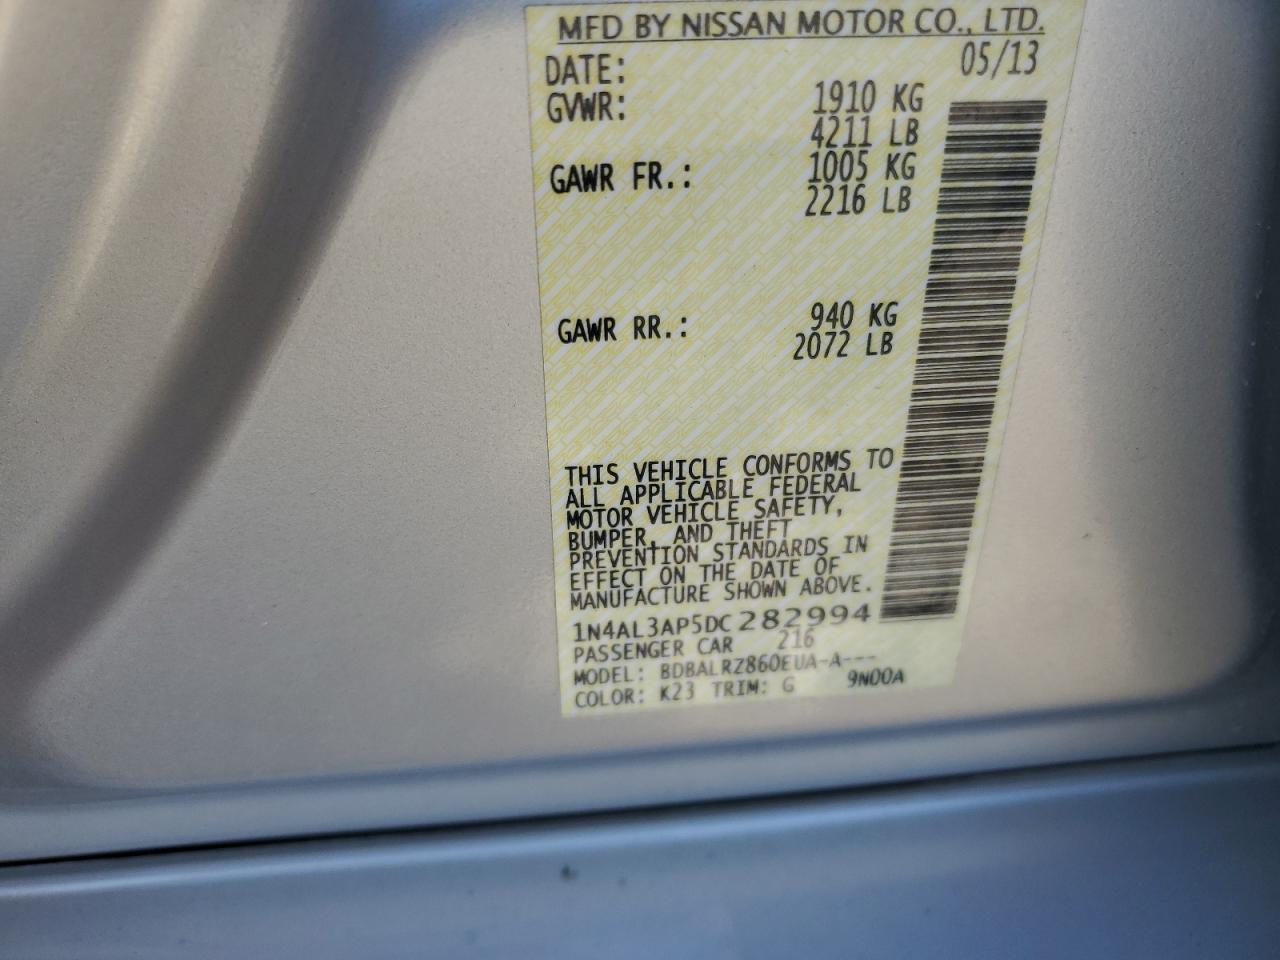 MFD BY NISSAN MOTOR CO., LTD.
DATE: 05/13
GVWR: 1910 KG
4211 LB
GAWR FR.: 1005 KG
2216 LB
GAWR RR.: 940 KG
2072 LB
THIS VEHICLE CONFORMS TO
ALL APPLICABLE FEDERAL
MOTOR VEHICLE SAFETY,
BUMPER, AND THEFT
PREVENTION STANDARDS IN
EFFECT ON THE DATE OF
MANUFACTURE SHOWN ABOVE.
1N4AL3AP5DC282994
PASSENGER CAR 216
MODEL: BDBALRZ860EUA-A---
COLOR: K23 TRIM: G 9N00A